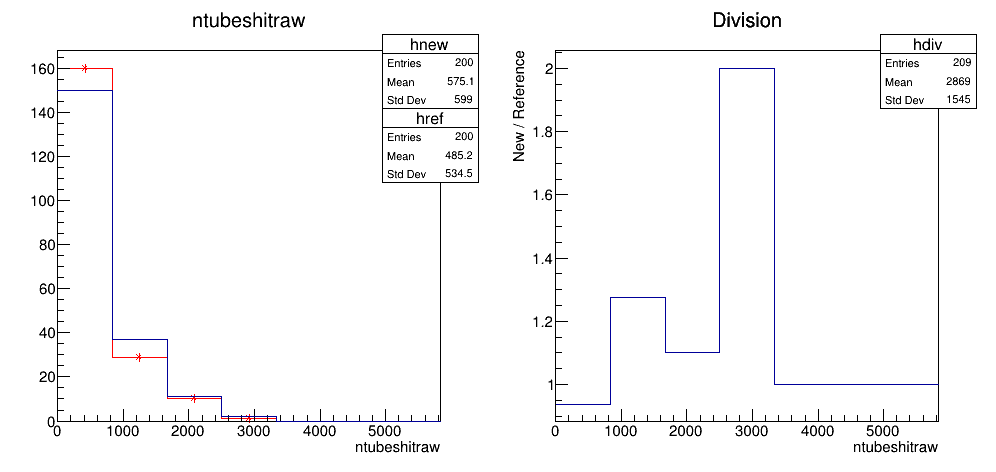 ntubeshitraw
hnew
Entries 200
Mean 575.1
Std Dev 599
href
Entries 200
Mean 485.2
Std Dev 534.5
160
140
120
100
80
60
40
20
0
0 1000 2000 3000 4000 5000
ntubeshitraw
Division
hdiv
Entries 209
Mean 2869
Std Dev 1545
New / Reference
2
1.8
1.6
1.4
1.2
1
0 1000 2000 3000 4000 5000
ntubeshitraw